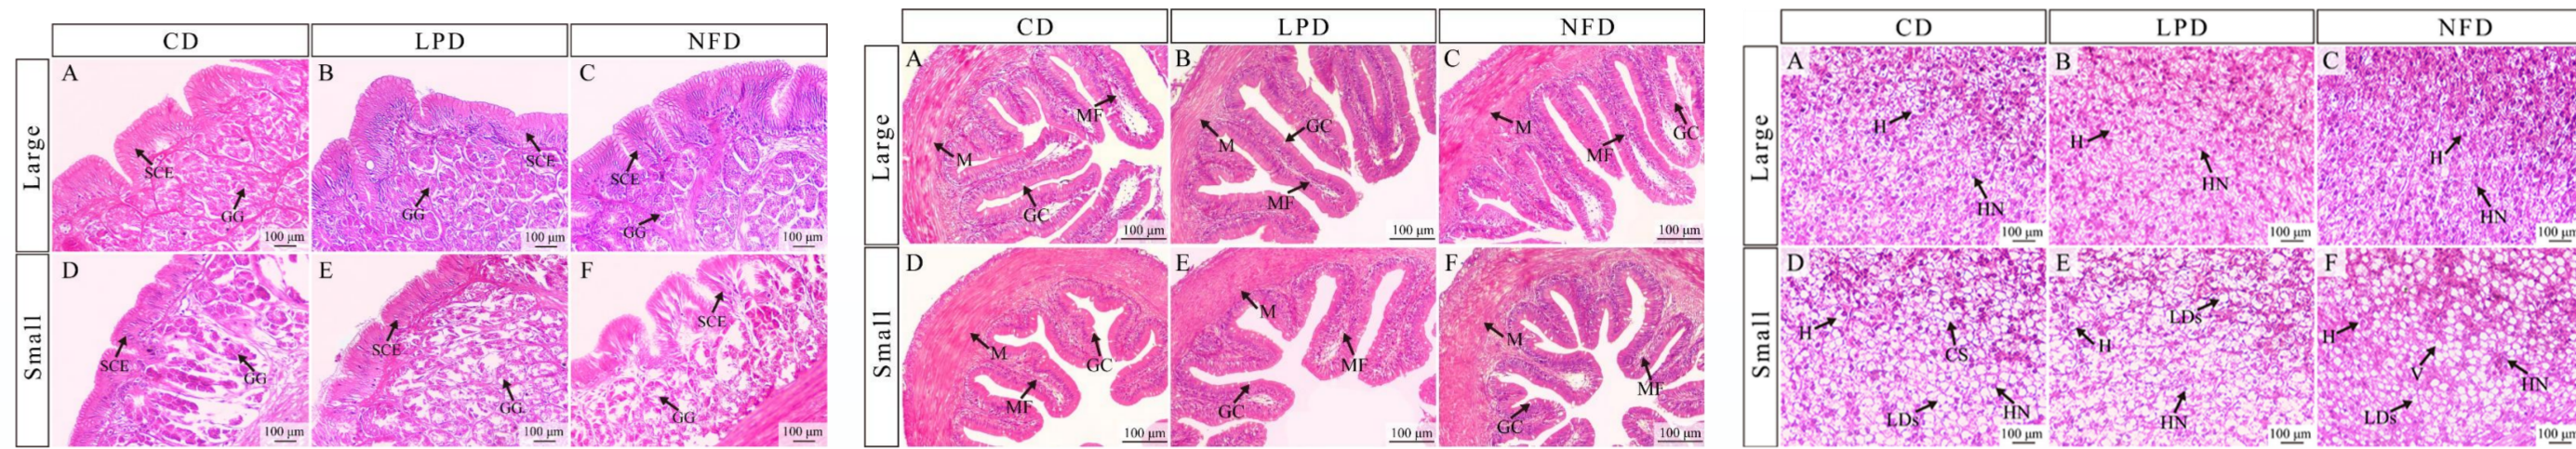 CD LPD NFD
Large
A SCE GG 100 μm
B SCE GG 100 μm
C SCE GG 100 μm
Small
D SCE GG 100 μm
E SCE GG 100 μm
F SCE GG 100 μm
CD LPD NFD
Large
A MF M GC 100 μm
B GC M MF 100 μm
C M MF GC 100 μm
Small
D M GC MF 100 μm
E M MF GC 100 μm
F M MF GC 100 μm
CD LPD NFD
Large
A H HN 100 μm
B H HN 100 μm
C H HN 100 μm
Small
D H CS LDs HN 100 μm
E LDs H HN 100 μm
F H V HN LDs 100 μm